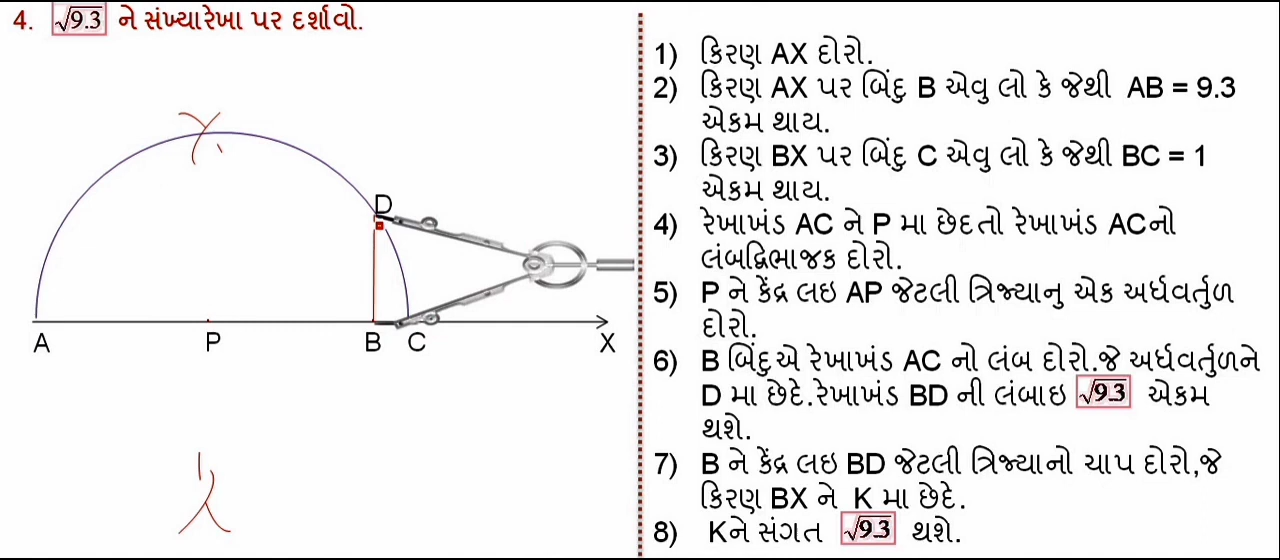 4. √9.3 ને સંખ્યારેખા પર દર્શાવો.
D
A P B C X
1) કિરણ AX દોરો.
2) કિરણ AX પર બિંદુ B એવુ લો કે જેથી AB = 9.3
એકમ થાય.
3) કિરણ BX પર બિંદુ C એવુ લો કે જેથી BC = 1
એકમ થાય.
4) રેખાખંડ AC ને P મા છેદતો રેખાખંડ ACનો
લંબદ્વિભાજક દોરો.
5) P ને કેંદ્ર લઇ AP જેટલી ત્રિજ્યાનુ એક અર્ધવર્તુળ
દોરો.
6) B બિંદુએ રેખાખંડ AC નો લંબ દોરો.જે અર્ધવર્તુળને
D મા છેદે.રેખાખંડ BD ની લંબાઇ √9.3 એકમ
થશે.
7) B ને કેંદ્ર લઇ BD જેટલી ત્રિજ્યાનો ચાપ દોરો,જે
કિરણ BX ને K મા છેદે.
8) Kને સંગત √9.3 થશે.